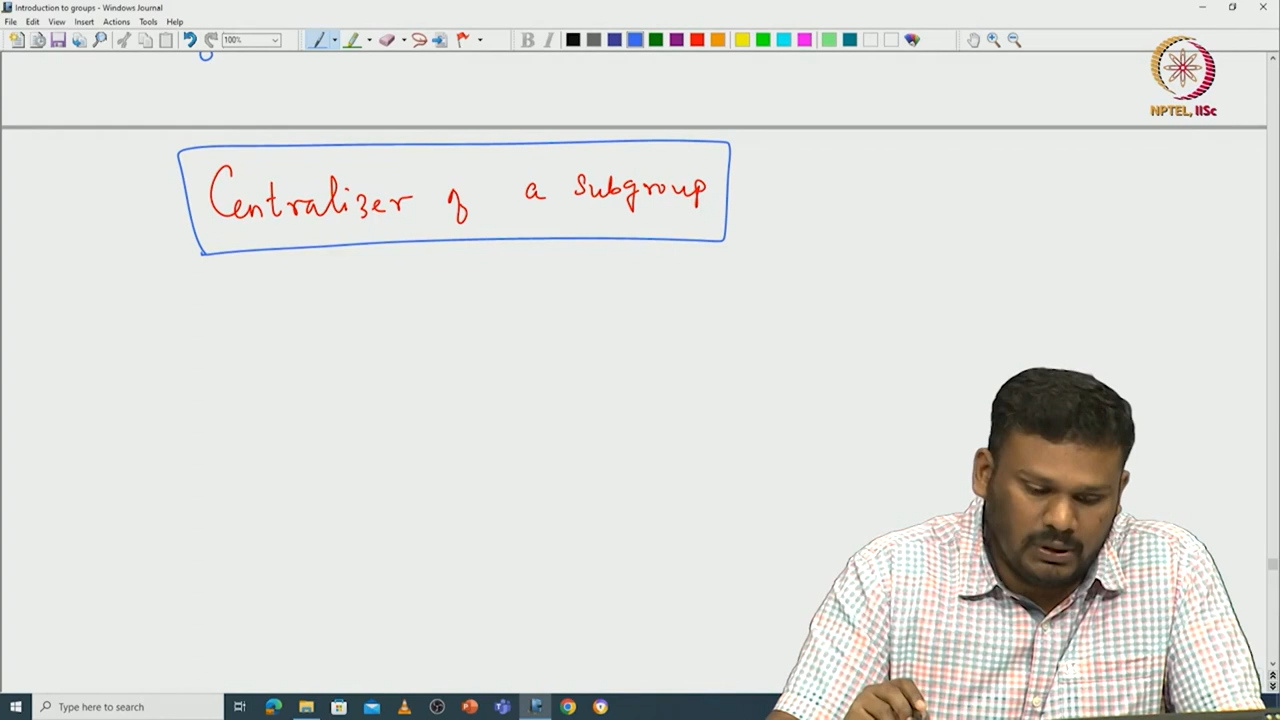 Introduction to groups - Windows Journal
File Edit View Insert Actions Tools Help
100%
B I
NPTEL, IISc
Centralizer of a subgroup
Type here to search